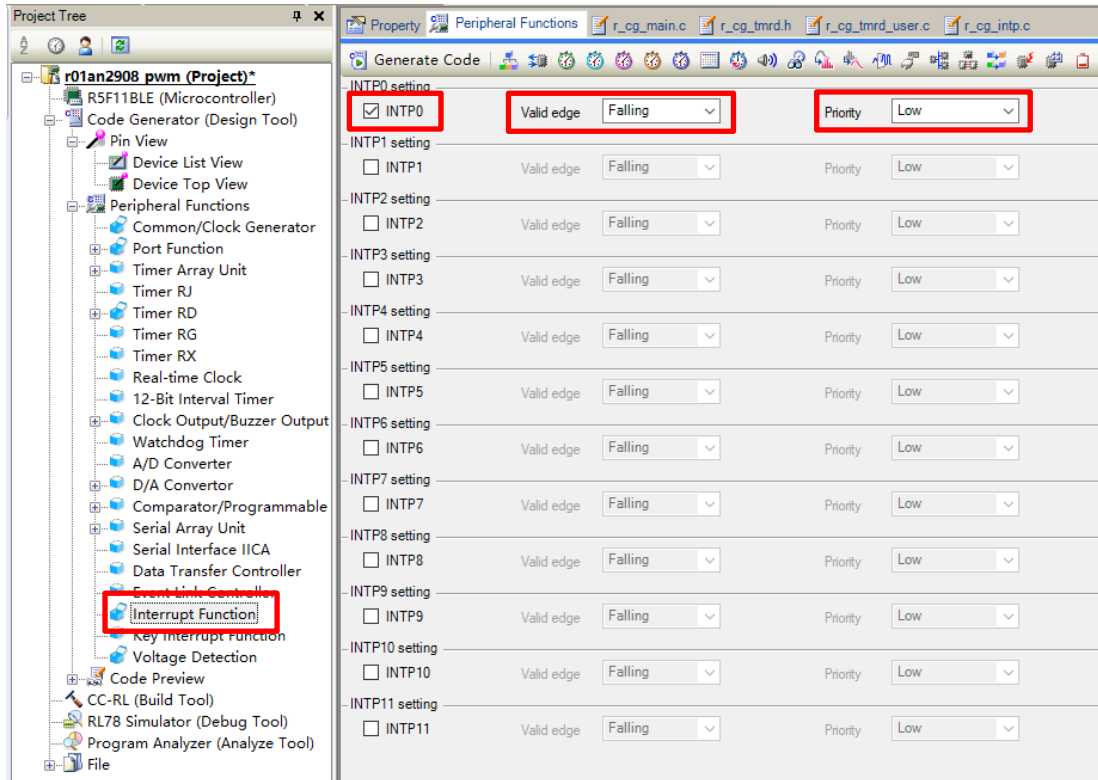 Project Tree
r01an2908_pwm (Project)*
R5F11BLE (Microcontroller)
Code Generator (Design Tool)
Pin View
Device List View
Device Top View
Peripheral Functions
Common/Clock Generator
Port Function
Timer Array Unit
Timer RJ
Timer RD
Timer RG
Timer RX
Real-time Clock
12-Bit Interval Timer
Clock Output/Buzzer Output
Watchdog Timer
A/D Converter
D/A Convertor
Comparator/Programmable
Serial Array Unit
Serial Interface IICA
Data Transfer Controller
Event Link Controller
Interrupt Function
Key Interrupt Function
Voltage Detection
Code Preview
CC-RL (Build Tool)
RL78 Simulator (Debug Tool)
Program Analyzer (Analyze Tool)
File
Property Peripheral Functions r_cg_main.c r_cg_tmrd.h r_cg_tmrd_user.c r_cg_intp.c
Generate Code
INTP0 setting
INTP0 Valid edge Falling Priority Low
INTP1 setting
INTP1 Valid edge Falling Priority Low
INTP2 setting
INTP2 Valid edge Falling Priority Low
INTP3 setting
INTP3 Valid edge Falling Priority Low
INTP4 setting
INTP4 Valid edge Falling Priority Low
INTP5 setting
INTP5 Valid edge Falling Priority Low
INTP6 setting
INTP6 Valid edge Falling Priority Low
INTP7 setting
INTP7 Valid edge Falling Priority Low
INTP8 setting
INTP8 Valid edge Falling Priority Low
INTP9 setting
INTP9 Valid edge Falling Priority Low
INTP10 setting
INTP10 Valid edge Falling Priority Low
INTP11 setting
INTP11 Valid edge Falling Priority Low